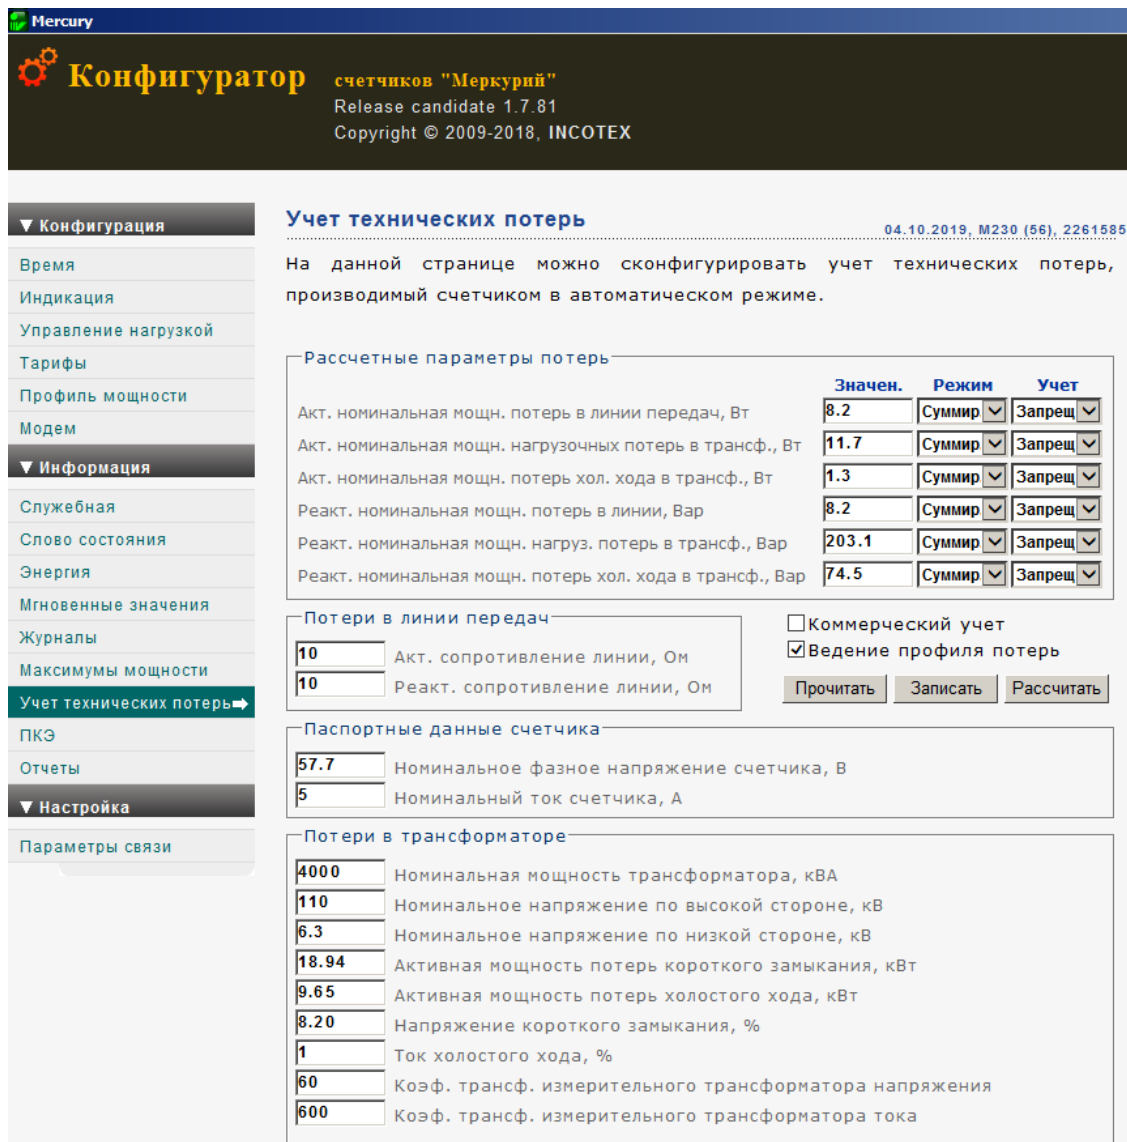 Mercury
Конфигуратор счетчиков "Меркурий"
Release candidate 1.7.81
Copyright © 2009-2018, INCOTEX
▼ Конфигурация
Время
Индикация
Управление нагрузкой
Тарифы
Профиль мощности
Модем
▼ Информация
Служебная
Слово состояния
Энергия
Мгновенные значения
Журналы
Максимумы мощности
Учет технических потерь
ПКЭ
Отчеты
▼ Настройка
Параметры связи
Учет технических потерь
04.10.2019, M230 (56), 2261585
На данной странице можно сконфигурировать учет технических потерь,
производимый счетчиком в автоматическом режиме.
Рассчетные параметры потерь
Значен. Режим Учет
Акт. номинальная мощн. потерь в линии передач, Вт 8.2 Суммир Запрещ
Акт. номинальная мощн. нагрузочных потерь в трансф., Вт 11.7 Суммир Запрещ
Акт. номинальная мощн. потерь хол. хода в трансф., Вт 1.3 Суммир Запрещ
Реакт. номинальная мощн. потерь в линии, Вар 8.2 Суммир Запрещ
Реакт. номинальная мощн. нагруз. потерь в трансф., Вар 203.1 Суммир Запрещ
Реакт. номинальная мощн. потерь хол. хода в трансф., Вар 74.5 Суммир Запрещ
Потери в линии передач
10 Акт. сопротивление линии, Ом
10 Реакт. сопротивление линии, Ом
Коммерческий учет
Ведение профиля потерь
Прочитать Записать Рассчитать
Паспортные данные счетчика
57.7 Номинальное фазное напряжение счетчика, В
5 Номинальный ток счетчика, А
Потери в трансформаторе
4000 Номинальная мощность трансформатора, кВА
110 Номинальное напряжение по высокой стороне, кВ
6.3 Номинальное напряжение по низкой стороне, кВ
18.94 Активная мощность потерь короткого замыкания, кВт
9.65 Активная мощность потерь холостого хода, кВт
8.20 Напряжение короткого замыкания, %
1 Ток холостого хода, %
60 Коэф. трансф. измерительного трансформатора напряжения
600 Коэф. трансф. измерительного трансформатора тока